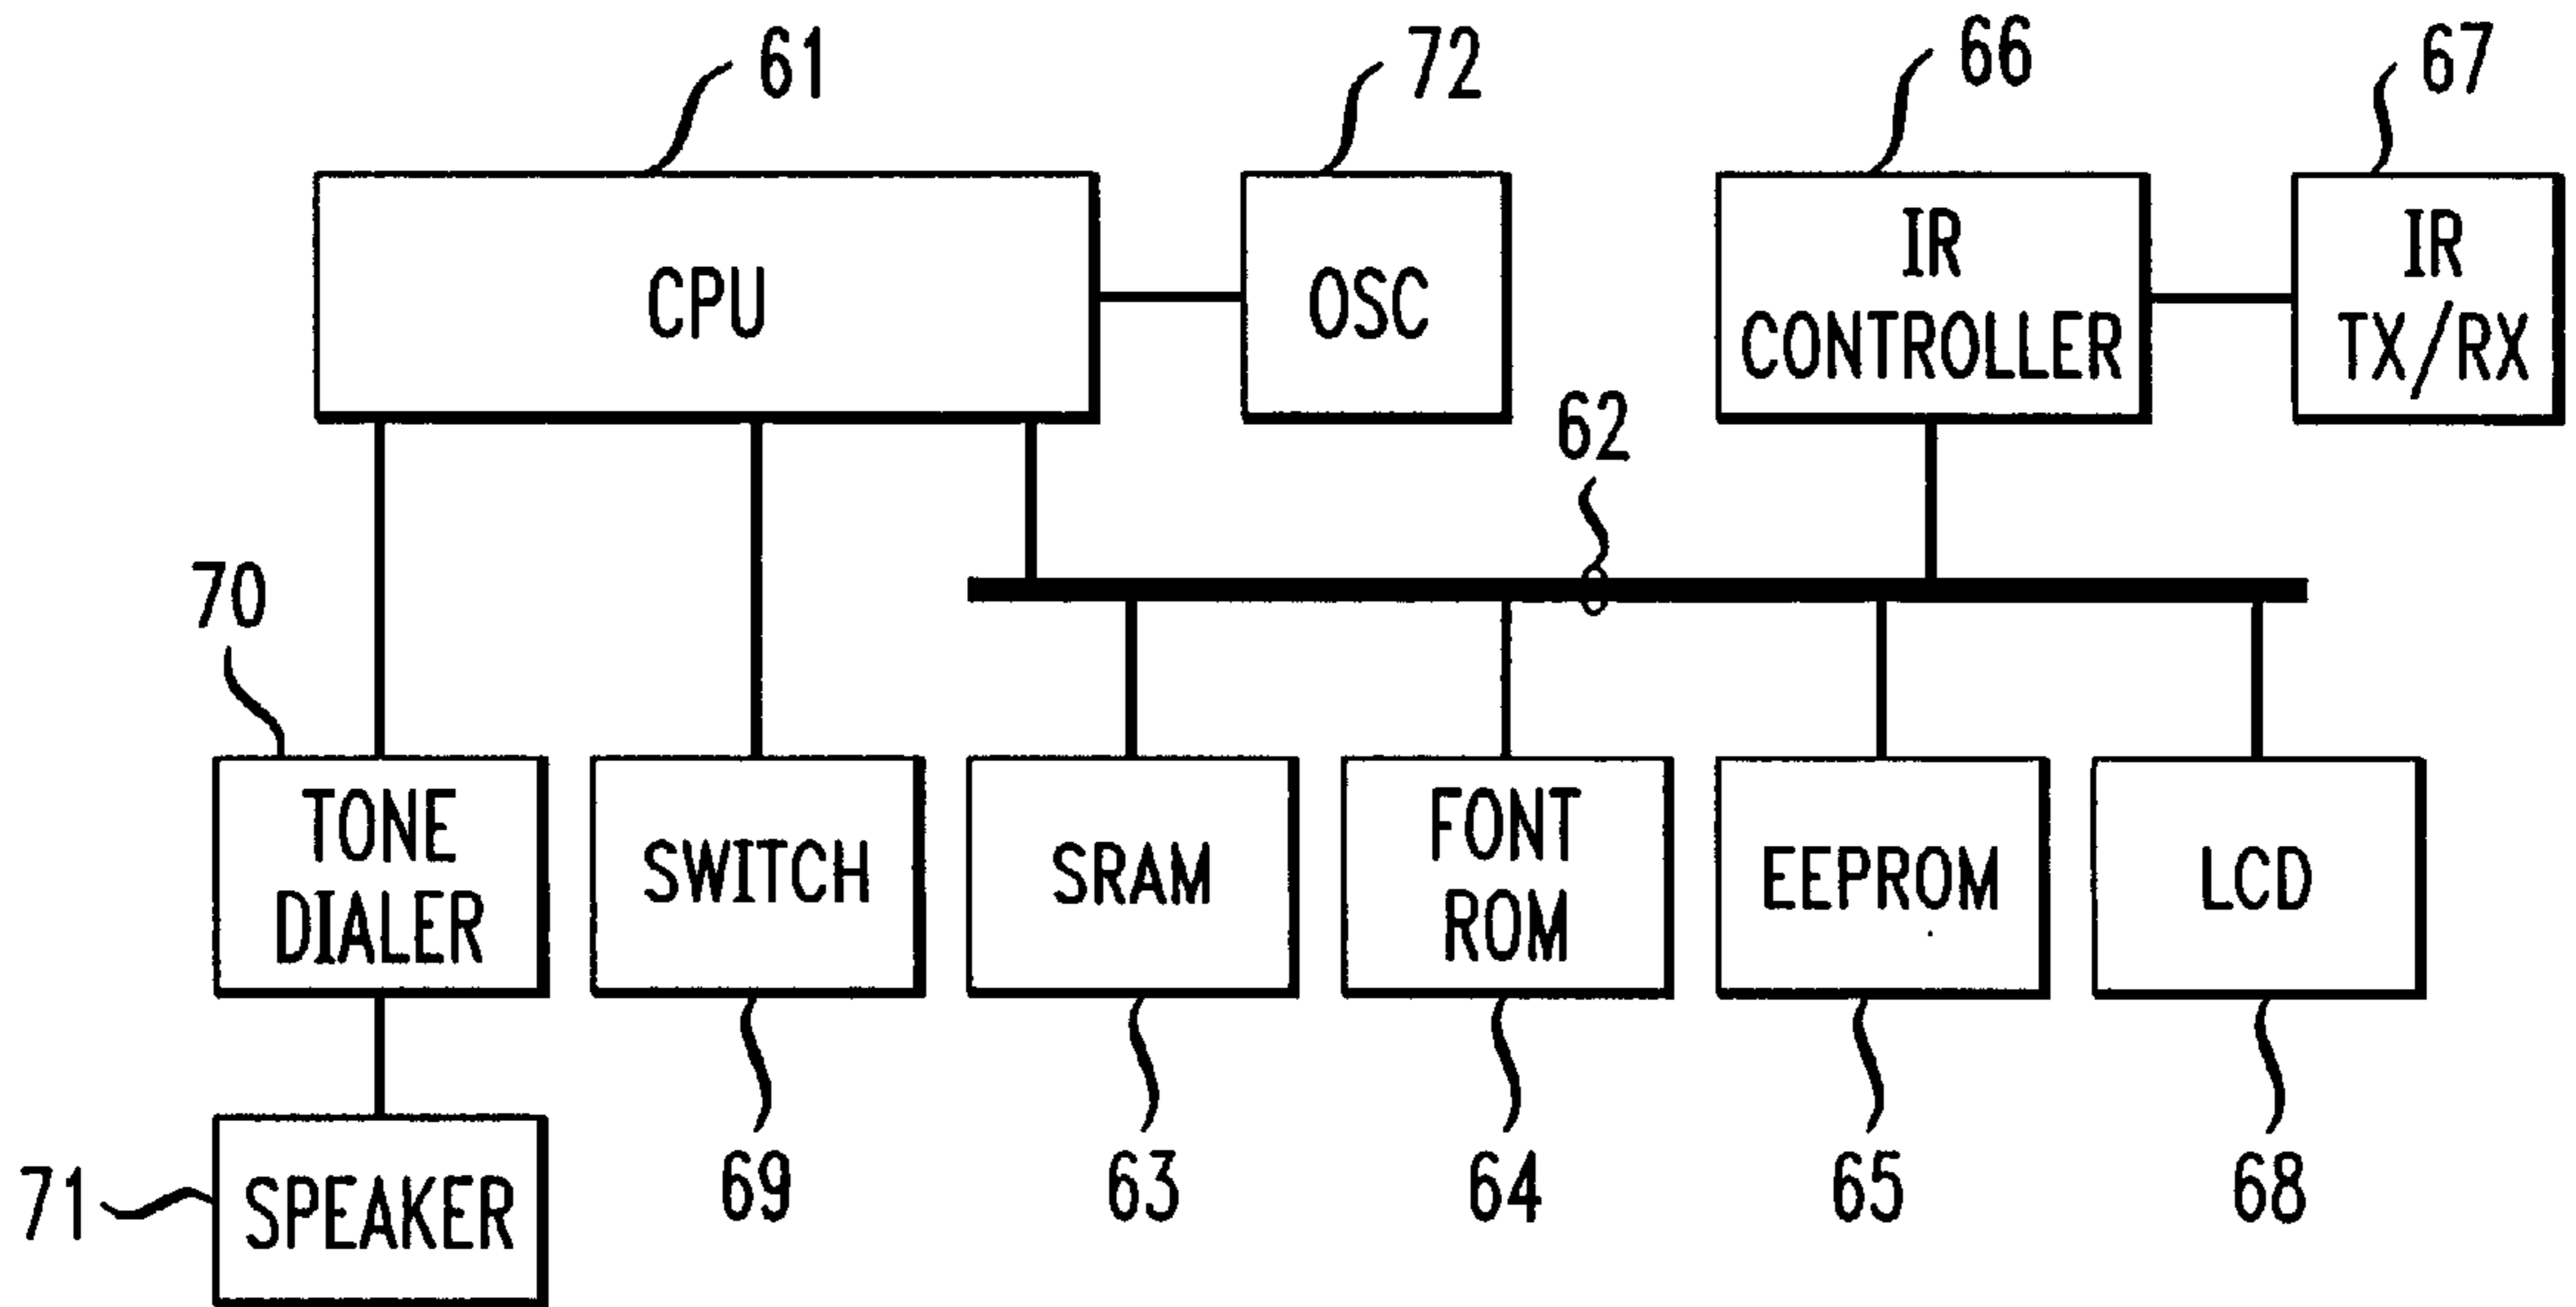 61
72
66
67
CPU
OSC
IR
CONTROLLER
IR
TX/RX
62
70
TONE
DIALER
SWITCH
SRAM
FONT
ROM
EEPROM
LCD
71
SPEAKER
69
63
64
65
68